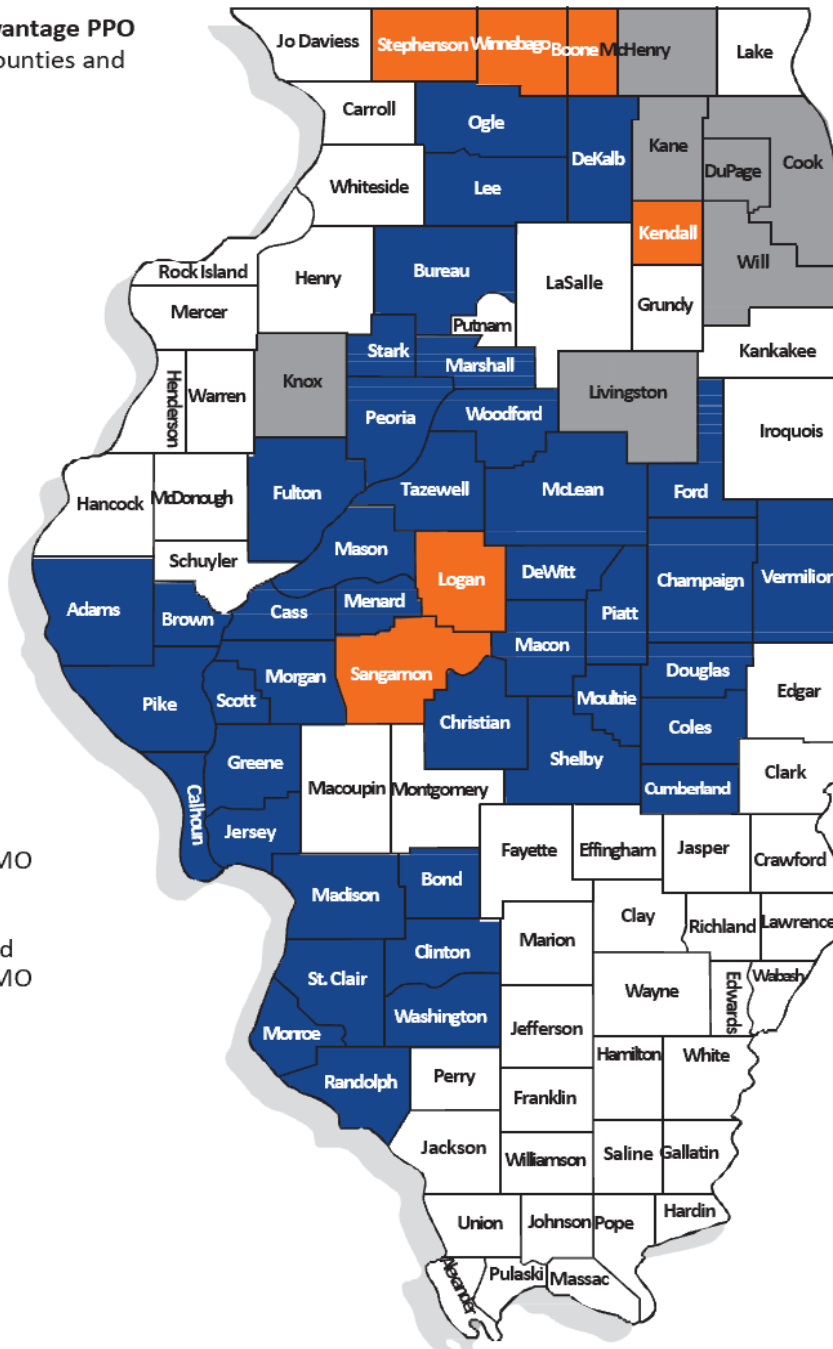 vantage PPO
ounties and
Jo Daviess
Stephenson
Winnebago
Boone
McHenry
Lake
Carroll
Ogle
DeKalb
Kane
DuPage
Cook
Whiteside
Lee
Kendall
Will
Rock Island
Henry
Bureau
LaSalle
Grundy
Mercer
Putnam
Kankakee
Stark
Marshall
Henderson
Warren
Knox
Peoria
Woodford
Livingston
Iroquois
Hancock
McDonough
Fulton
Tazewell
McLean
Ford
Schuyler
Mason
Logan
DeWitt
Champaign
Vermilion
Adams
Brown
Cass
Menard
Piatt
Macon
Pike
Scott
Morgan
Sangamon
Christian
Moultrie
Douglas
Edgar
Coles
Greene
Shelby
Calhoun
Macoupin
Montgomery
Cumberland
Clark
Jersey
MO
Fayette
Effingham
Jasper
Crawford
Madison
Bond
d
MO
Clinton
Marion
Clay
Richland
Lawrence
St. Clair
Wayne
Edwards
Wabash
Monroe
Washington
Jefferson
Hamilton
White
Randolph
Perry
Franklin
Jackson
Williamson
Saline
Gallatin
Union
Johnson
Pope
Hardin
Alexander
Pulaski
Massac